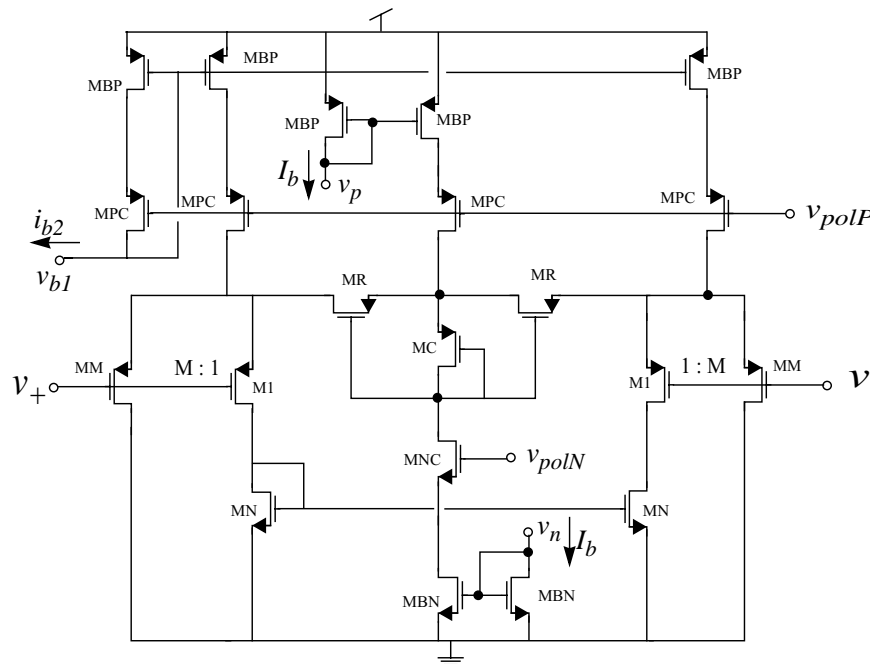 MBP
MBP
MBP
MBP
MBP
I_b
v_p
MPC
MPC
MPC
MPC
v_polP
i_b2
v_b1
MR
MR
MC
MM
M : 1
M1
1 : M
M1
MM
v_+
v
MNC
v_polN
MN
MN
v_n
I_b
MBN
MBN